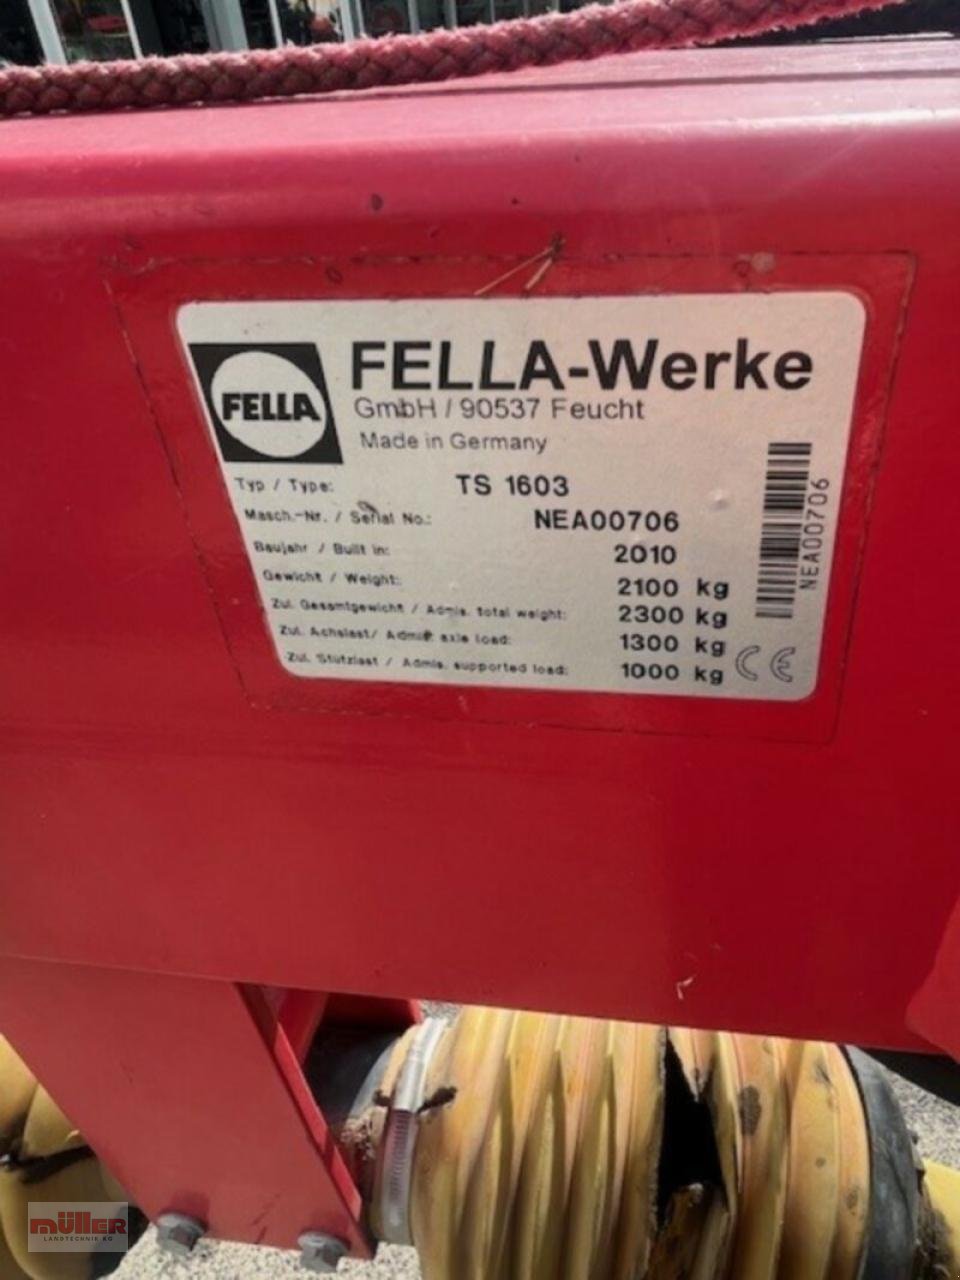 FELLA
FELLA-Werke
GmbH / 90537 Feucht
Made in Germany
Typ / Type: TS 1603
Masch.-Nr. / Serial No.: NEA00706
Baujahr / Built in: 2010
Gewicht / Weight: 2100 kg
Zul. Gesamtgewicht / Admis. total weight: 2300 kg
Zul. Achslast/ Admis. axle load: 1300 kg
Zul. Stützlast / Admis. supported load: 1000 kg
CE
NEA00706
müller
LANDTECHNIK KG